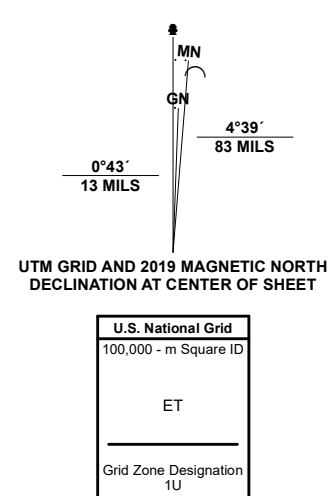 MN
GN
4°39´
83 MILS
0°43´
13 MILS
UTM GRID AND 2019 MAGNETIC NORTH
DECLINATION AT CENTER OF SHEET
U.S. National Grid
100,000 - m Square ID
ET
Grid Zone Designation
1U